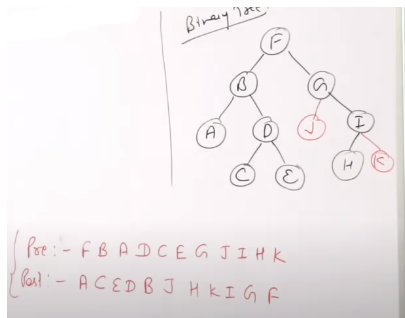 Binary Tree:
F
B G
A D J I
C E H K
Pre:- F B A D C E G J I H K
Post:- A C E D B J H K I G F